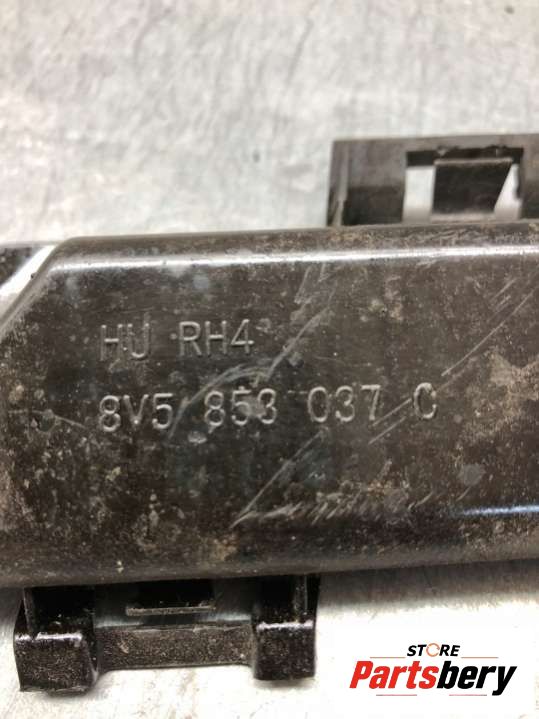 HU RH4
8V5 853 037 C
STORE
Partsbery